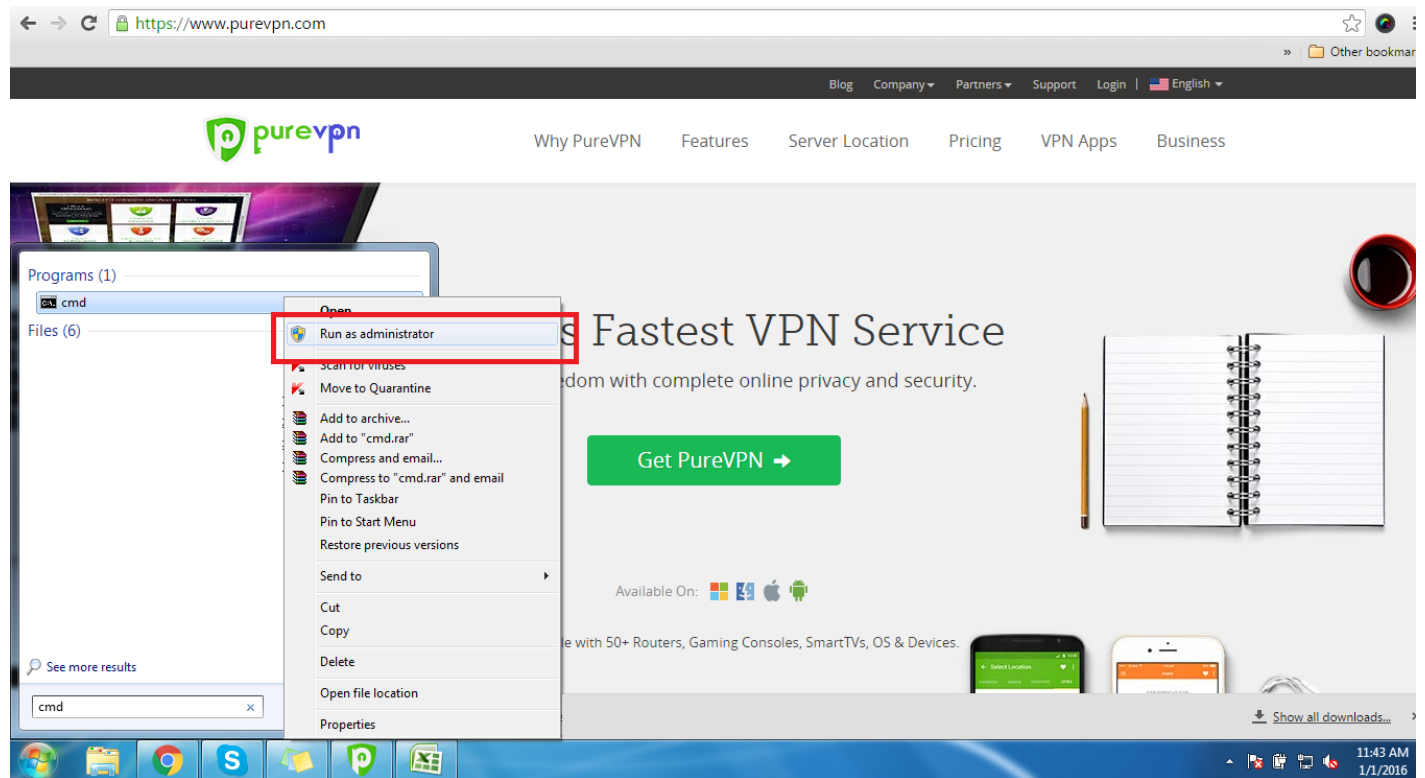 https://www.purevpn.com
» Other bookmar
Blog Company Partners Support Login | English
purevpn
Why PureVPN Features Server Location Pricing VPN Apps Business
Programs (1)
cmd
Files (6)
Open
Run as administrator
Scan for viruses
Move to Quarantine
Add to archive...
Add to "cmd.rar"
Compress and email...
Compress to "cmd.rar" and email
Pin to Taskbar
Pin to Start Menu
Restore previous versions
Send to
Cut
Copy
Delete
Open file location
Properties
See more results
cmd
s Fastest VPN Service
edom with complete online privacy and security.
Get PureVPN
Available On:
le with 50+ Routers, Gaming Consoles, SmartTVs, OS & Devices.
Select Location
Show all downloads...
11:43 AM
1/1/2016